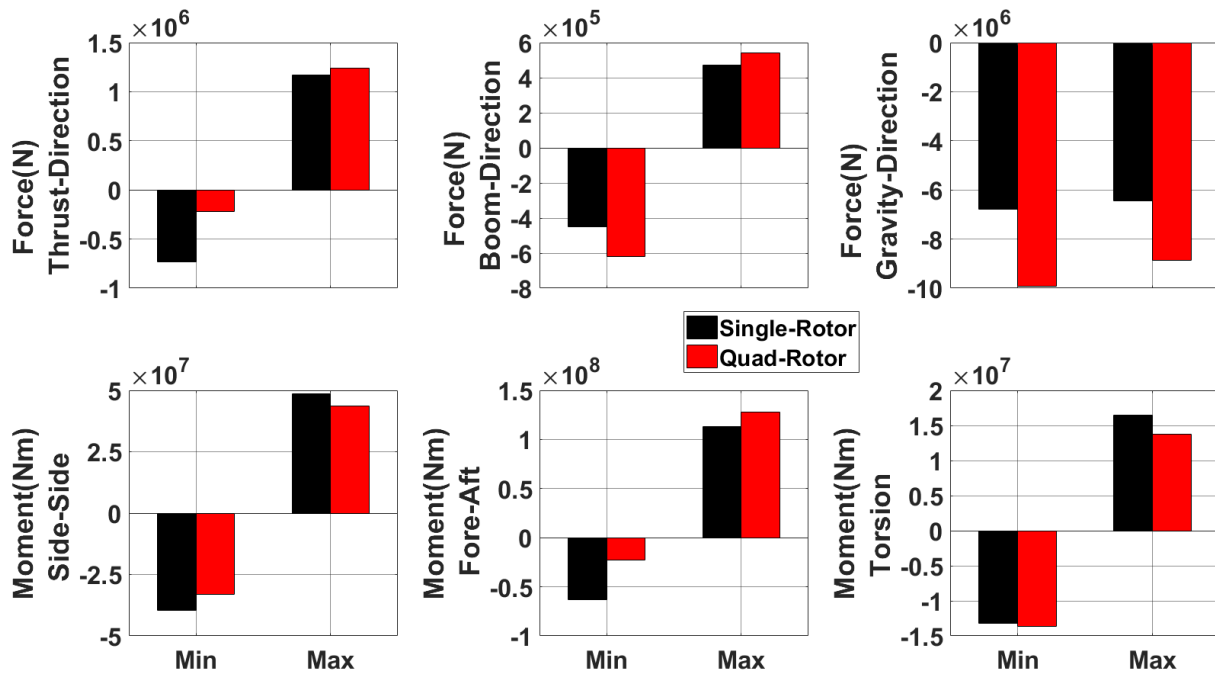 ×10^6
1.5
1
0.5
0
-0.5
-1
Force(N)
Thrust-Direction
×10^5
6
4
2
0
-2
-4
-6
-8
Force(N)
Boom-Direction
×10^6
0
-2
-4
-6
-8
-10
Force(N)
Gravity-Direction
Single-Rotor
Quad-Rotor
×10^7
5
2.5
0
-2.5
-5
Moment(Nm)
Side-Side
Min Max
×10^8
1.5
1
0.5
0
-0.5
-1
Moment(Nm)
Fore-Aft
Min Max
×10^7
2
1.5
1
0.5
0
-0.5
-1
-1.5
Moment(Nm)
Torsion
Min Max